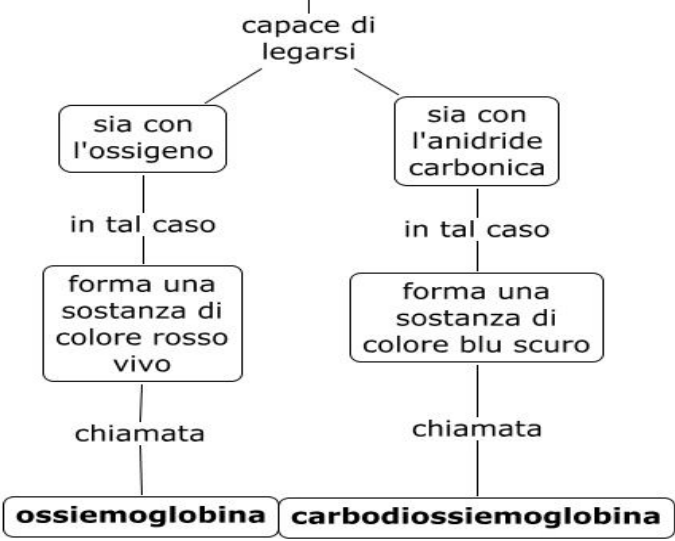 capace di
legarsi
sia con
l'ossigeno
in tal caso
forma una
sostanza di
colore rosso
vivo
chiamata
ossiemoglobina
sia con
l'anidride
carbonica
in tal caso
forma una
sostanza di
colore blu scuro
chiamata
carbodiossiemoglobina